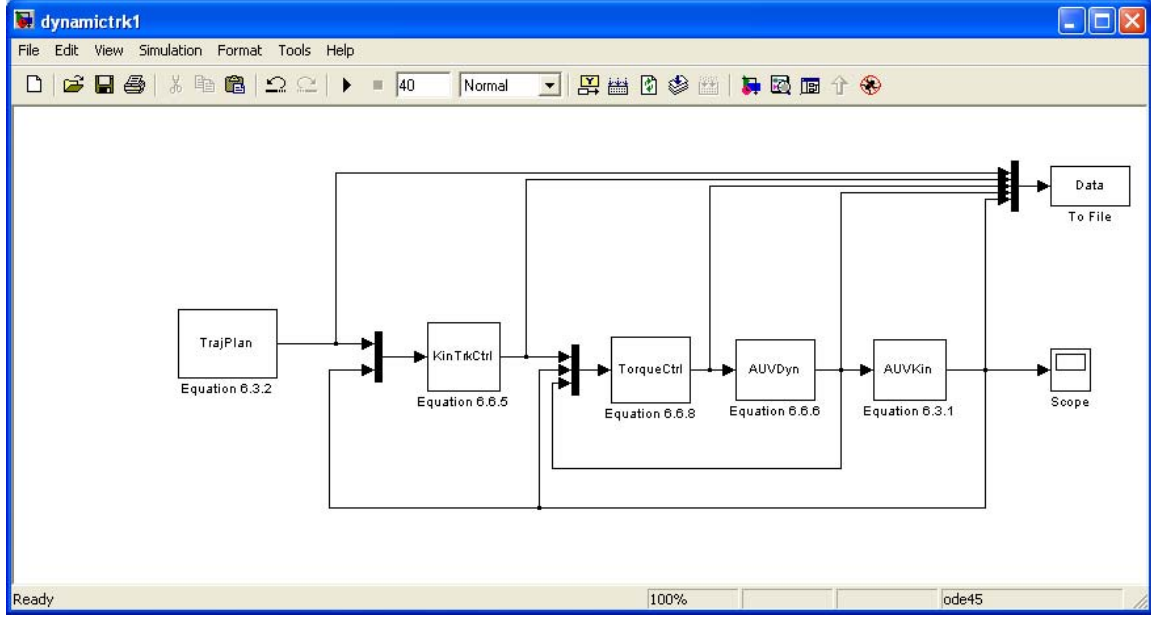 dynamictrk1
File Edit View Simulation Format Tools Help
40 Normal
Data
To File
TrajPlan
Equation 6.3.2
KinTrkCtrl
Equation 6.6.5
TorqueCtrl
Equation 6.6.8
AUVDyn
Equation 6.6.6
AUVKin
Equation 6.3.1
Scope
Ready 100% ode45